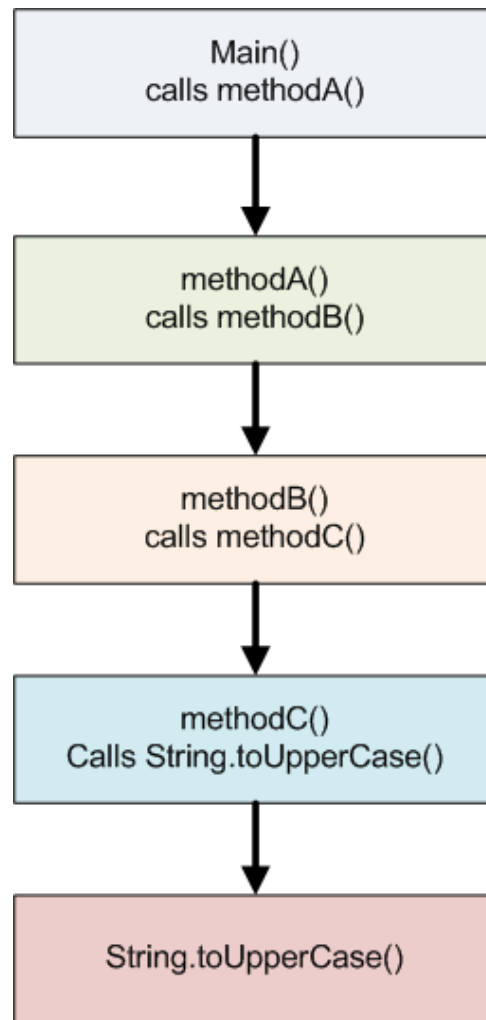 Main()
calls methodA()
methodA()
calls methodB()
methodB()
calls methodC()
methodC()
Calls String.toUpperCase()
String.toUpperCase()